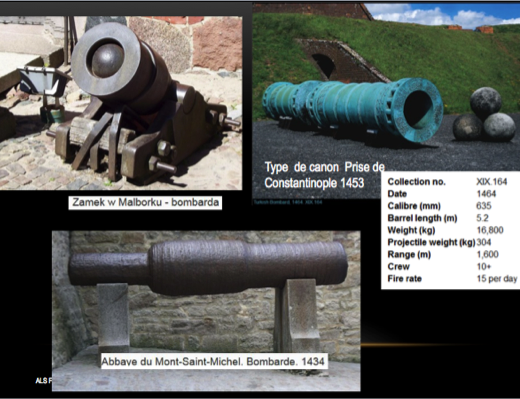 Zamek w Malborku - bombarda
Type de canon Prise de
Constantinople 1453
Turkish Bombard. 1464 XIX.164
Collection no. XIX.164
Date 1464
Calibre (mm) 635
Barrel length (m) 5.2
Weight (kg) 16,800
Projectile weight (kg) 304
Range (m) 1,600
Crew 10+
Fire rate 15 per day
Abbaye du Mont-Saint-Michel. Bombarde. 1434
ALS